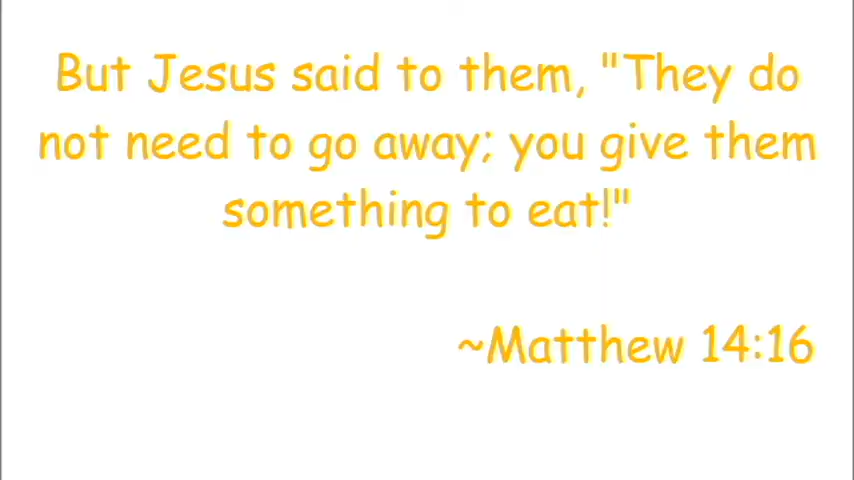 But Jesus said to them, "They do
not need to go away; you give them
something to eat!"
~Matthew 14:16